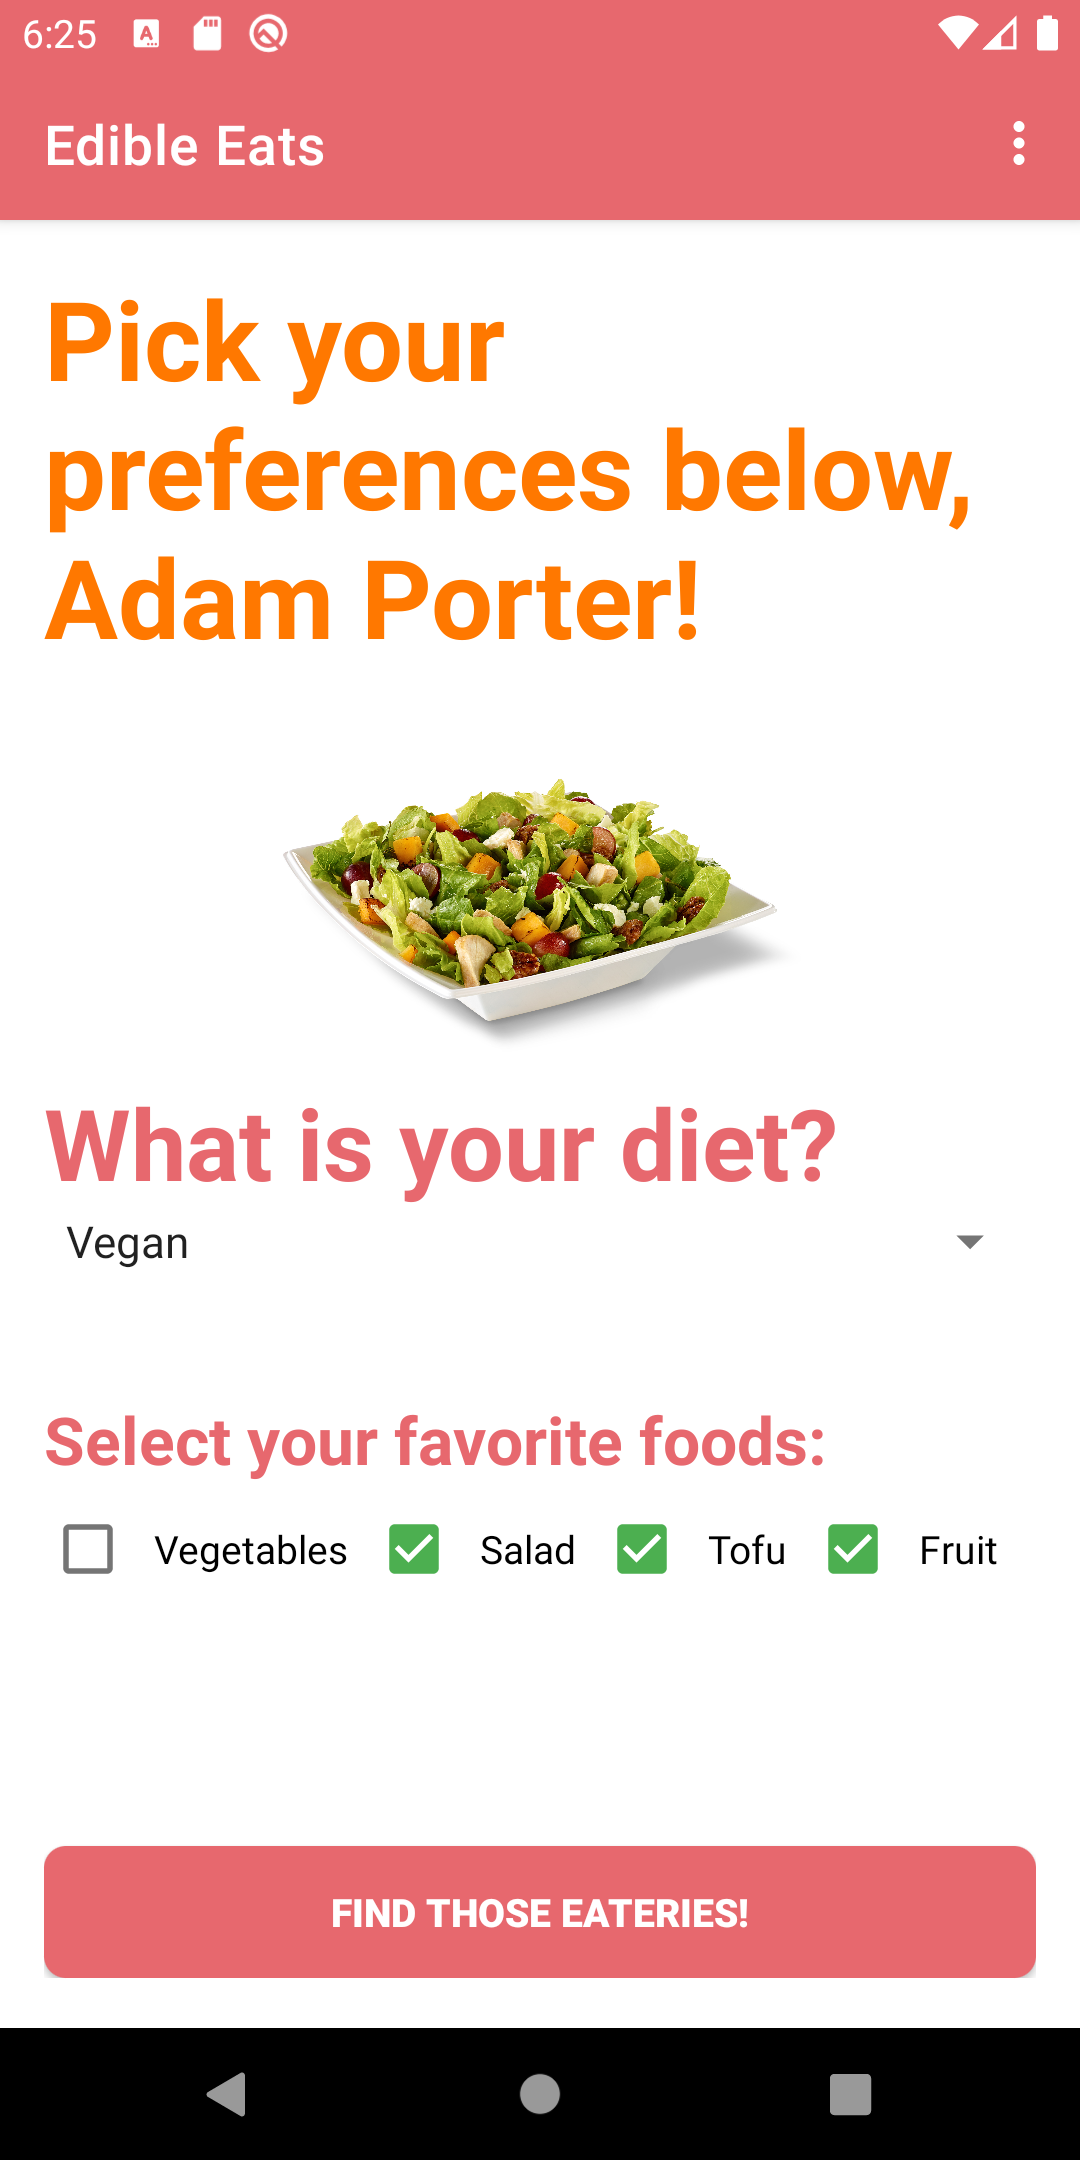 6:25
Edible Eats
Pick your
preferences below,
Adam Porter!
What is your diet?
Vegan
Select your favorite foods:
Vegetables Salad Tofu Fruit
FIND THOSE EATERIES!